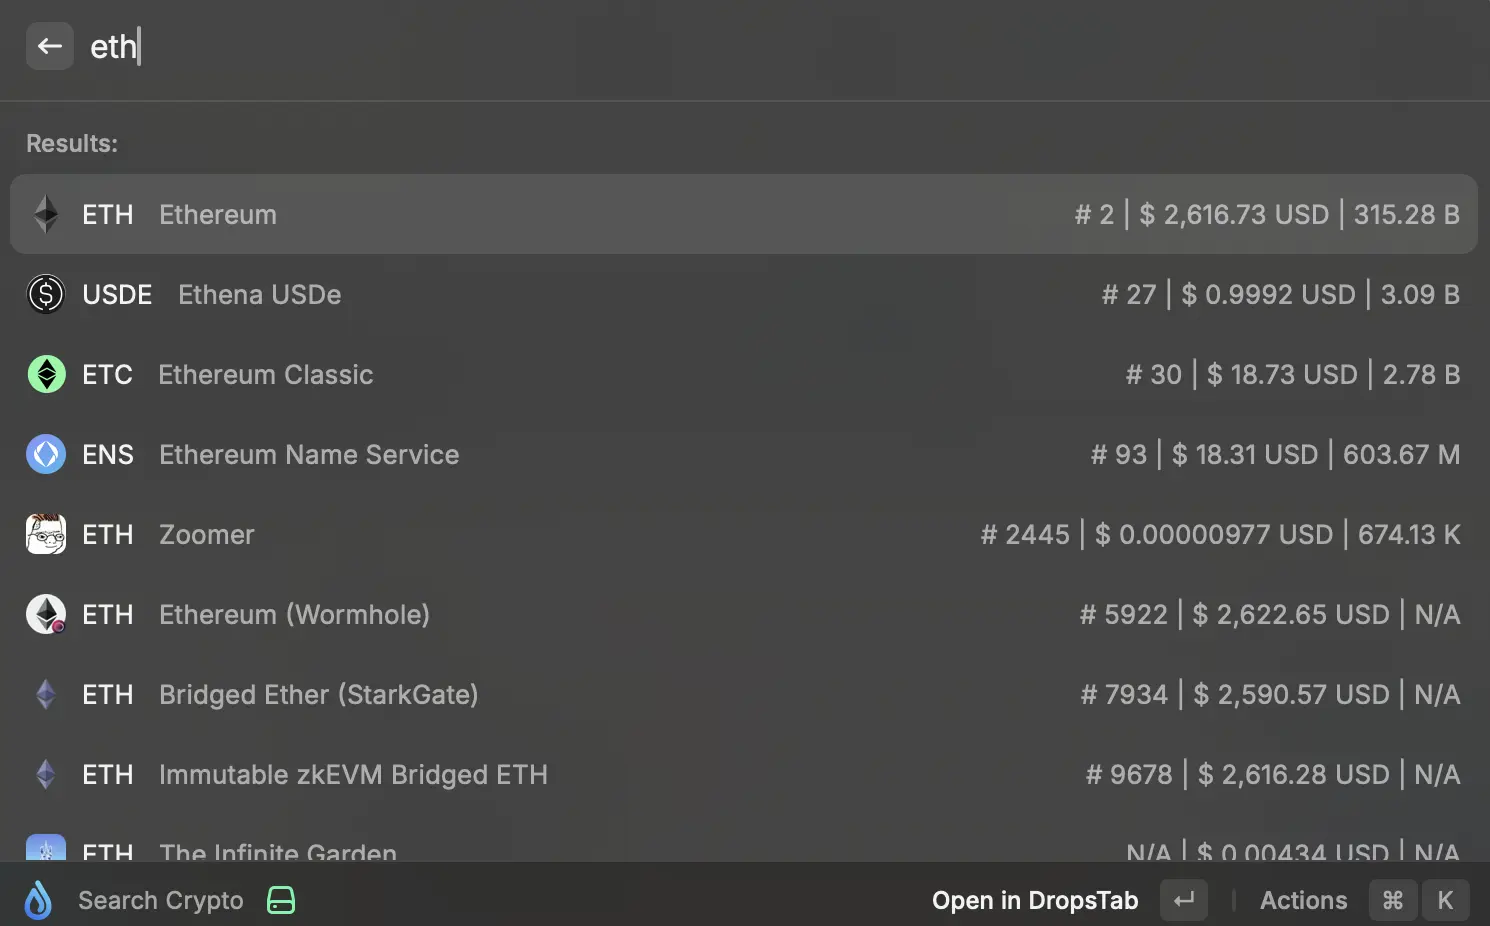 eth
Results:
ETH Ethereum # 2 | $ 2,616.73 USD | 315.28 B
USDE Ethena USDe # 27 | $ 0.9992 USD | 3.09 B
ETC Ethereum Classic # 30 | $ 18.73 USD | 2.78 B
ENS Ethereum Name Service # 93 | $ 18.31 USD | 603.67 M
ETH Zoomer # 2445 | $ 0.00000977 USD | 674.13 K
ETH Ethereum (Wormhole) # 5922 | $ 2,622.65 USD | N/A
ETH Bridged Ether (StarkGate) # 7934 | $ 2,590.57 USD | N/A
ETH Immutable zkEVM Bridged ETH # 9678 | $ 2,616.28 USD | N/A
ETH The Infinite Garden N/A | $ 0.00434 USD | N/A
Search Crypto Open in DropsTab ↵ Actions ⌘ K